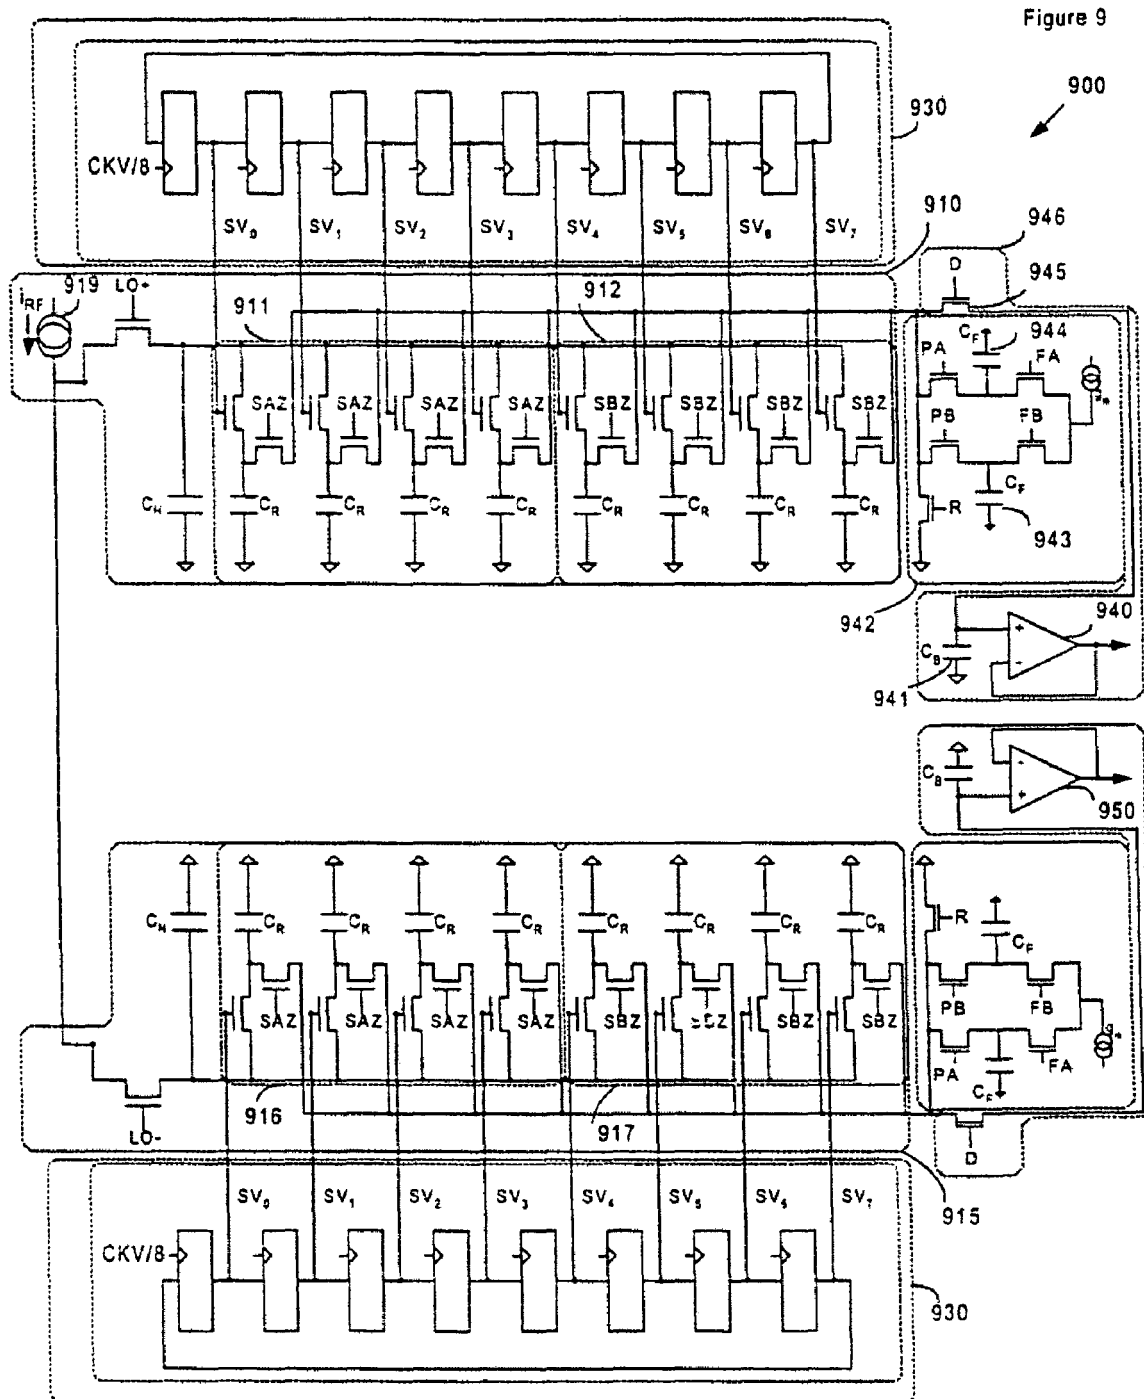 Figure 9
900
930
CKV/8
SV0 SV1 SV2 SV3 SV4 SV5 SV6 SV7
910
946
iRF
919
LO+
911
912
D
945
CF
944
PA
FA
SAZ SAZ SAZ SAZ SBZ SBZ SBZ SBZ
PB
FB
CH
CR CR CR CR CR CR CR CR
R
CF
943
942
940
+
-
CB
941
CB
-
+
950
CH
CR CR CR CR CR CR CR CR
R
CF
SAZ SAZ SAZ SAZ SBZ SBZ SBZ
PB
FB
PA
CF
FA
916
917
LO-
D
915
SV0 SV1 SV2 SV3 SV4 SV5 SV6 SV7
CKV/8
930